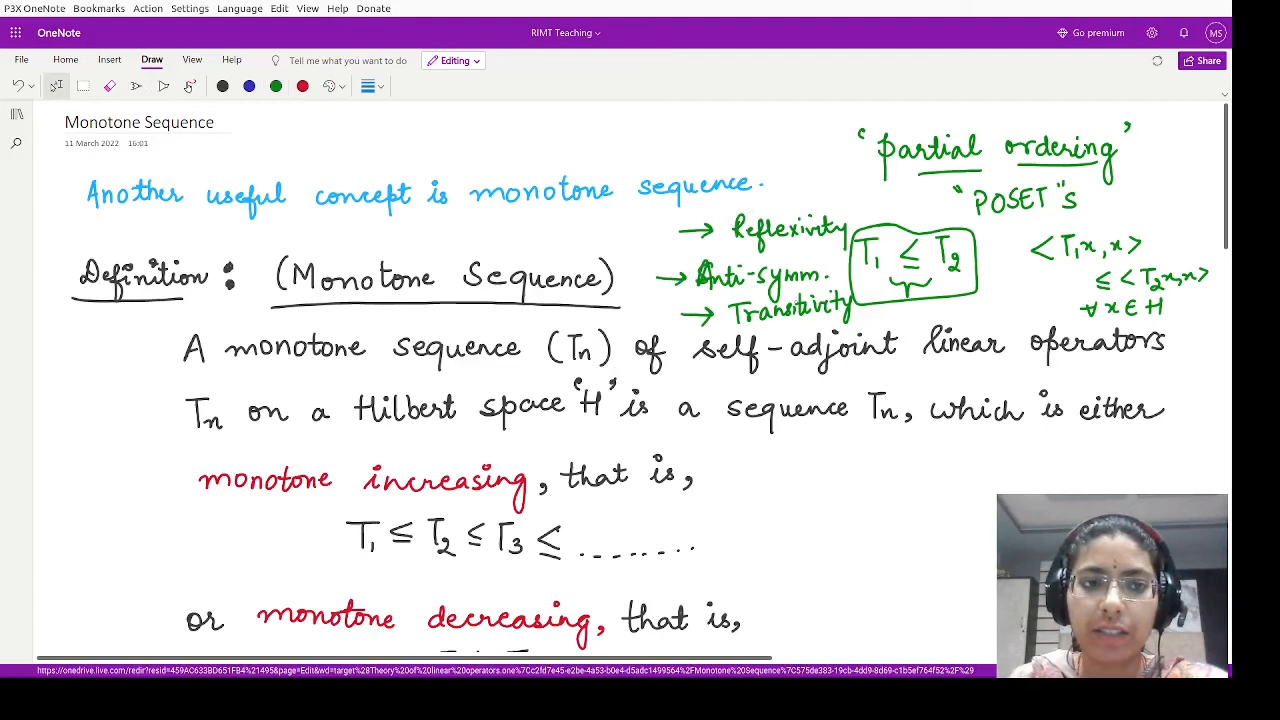 P3X OneNote Bookmarks Action Settings Language Edit View Help Donate
OneNote
RIMT Teaching
Go premium
MS
File Home Insert Draw View Help Tell me what you want to do Editing
Share
Monotone Sequence
11 March 2022 16:01
‘partial ordering’
Another useful concept is monotone sequence.
"POSET"s
→ Reflexivity
T₁ ≤ T₂
<T₁x, x>
≤ <T₂x, x>
∀ x ∈ H
Definition : (Monotone Sequence)
→ Anti-symm.
→ Transitivity
A monotone sequence (Tn) of self-adjoint linear operators
Tn on a Hilbert space 'H' is a sequence Tn, which is either
monotone increasing, that is,
T₁ ≤ T₂ ≤ T₃ ≤ ........
or monotone decreasing, that is,